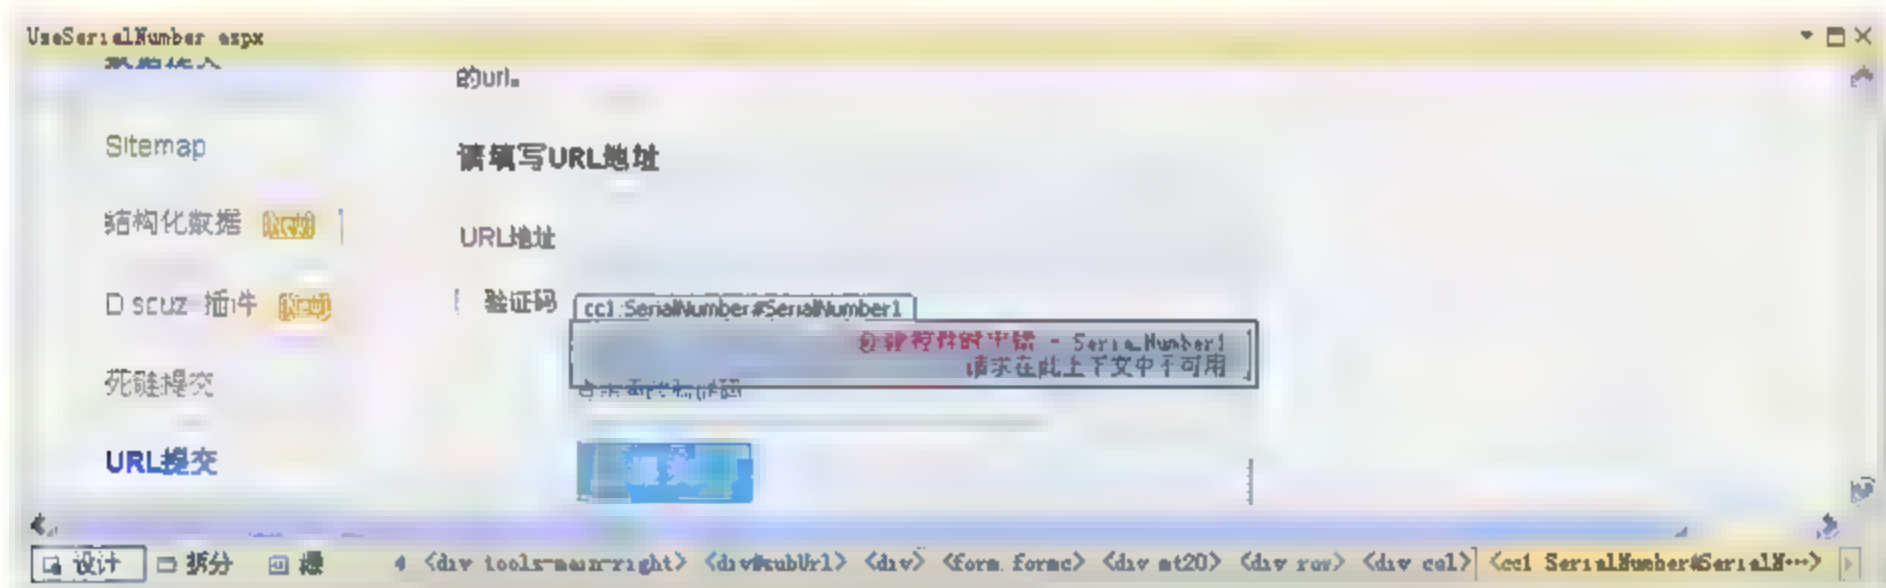 UseSerialNumber aspx
的url。
Sitemap
请填写URL地址
结构化数据
URL地址
Discuz 插件
验证码
cc1:SerialNumber#SerialNumber1
创建控件时出错 - SerialNumber1
请求在此上下文中不可用
死链提交
URL提交
设计 拆分 <div tools-main-right> <div#subUrl> <div> <form.formc> <div mt20> <div row> <div col> <cc1 SerialNumber#SerialN…>